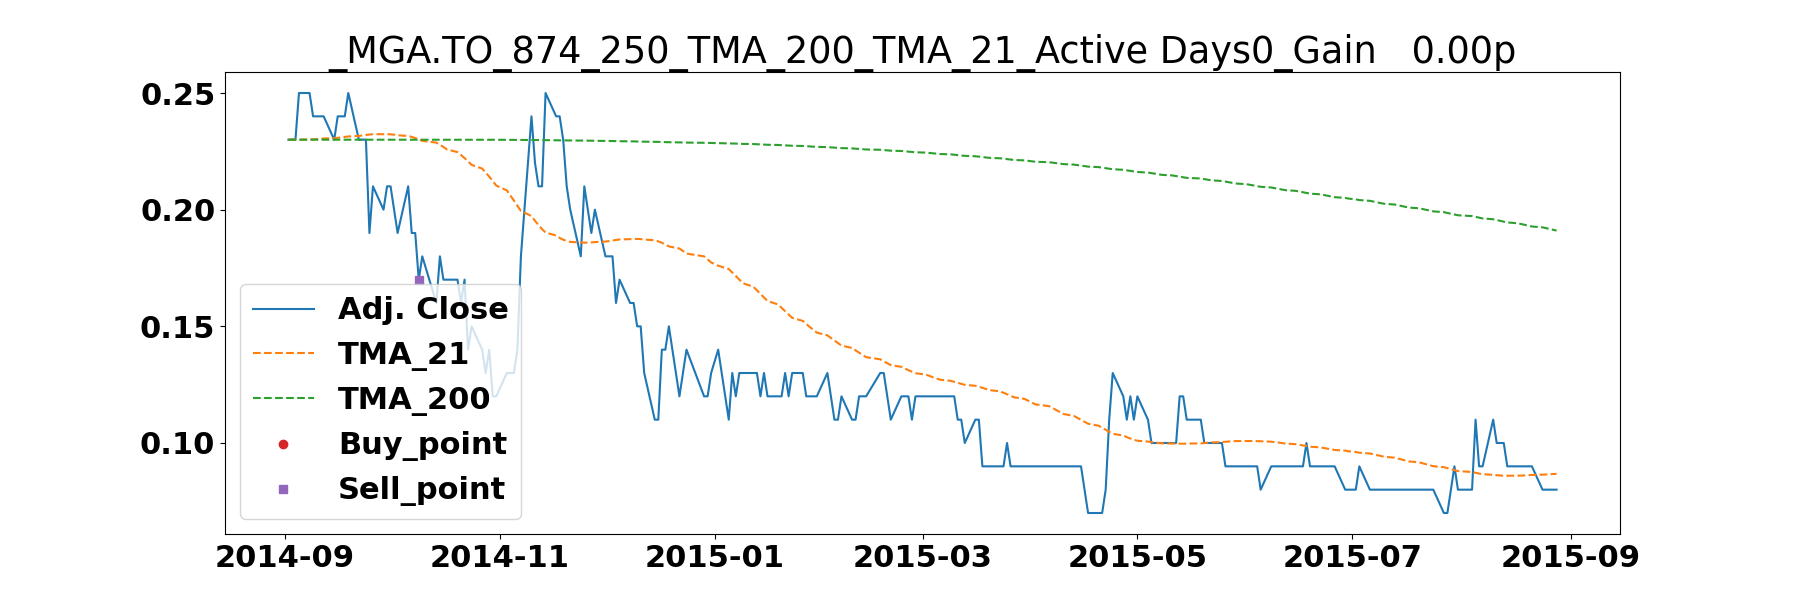 _MGA.TO_874_250_TMA_200_TMA_21_Active Days0_Gain   0.00p
0.25
0.20
0.15
0.10
Adj. Close
TMA_21
TMA_200
Buy_point
Sell_point
2014-09 2014-11 2015-01 2015-03 2015-05 2015-07 2015-09